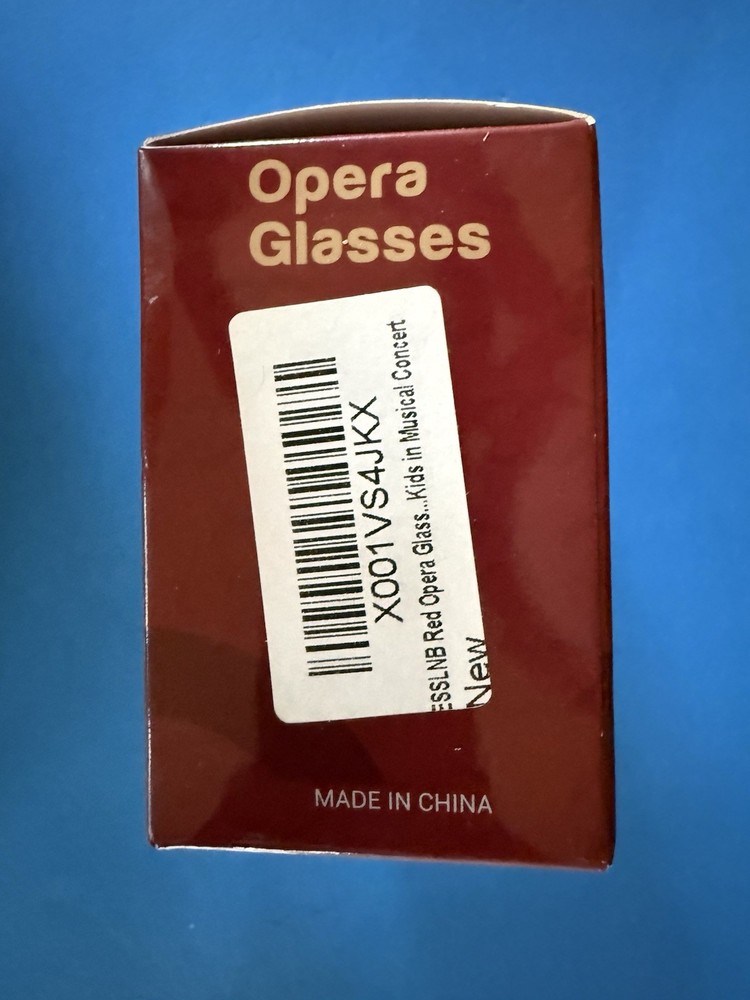 Opera
Glasses
X001VS4JKX
ESSLNB Red Opera Glass...Kids in Musical Concert
New
MADE IN CHINA